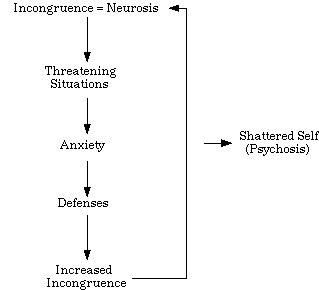 Incongruence = Neurosis
Threatening
Situations
Anxiety
Shattered Self
(Psychosis)
Defenses
Increased
Incongruence